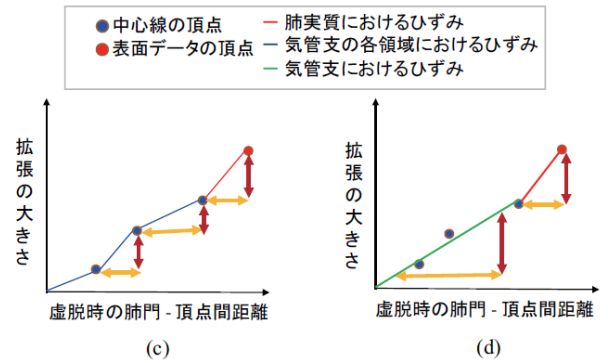 中心線の頂点
表面データの頂点
肺実質におけるひずみ
気管支の各領域におけるひずみ
気管支におけるひずみ
拡張の大きさ
虚脱時の肺門 - 頂点間距離
(c)
拡張の大きさ
虚脱時の肺門 - 頂点間距離
(d)